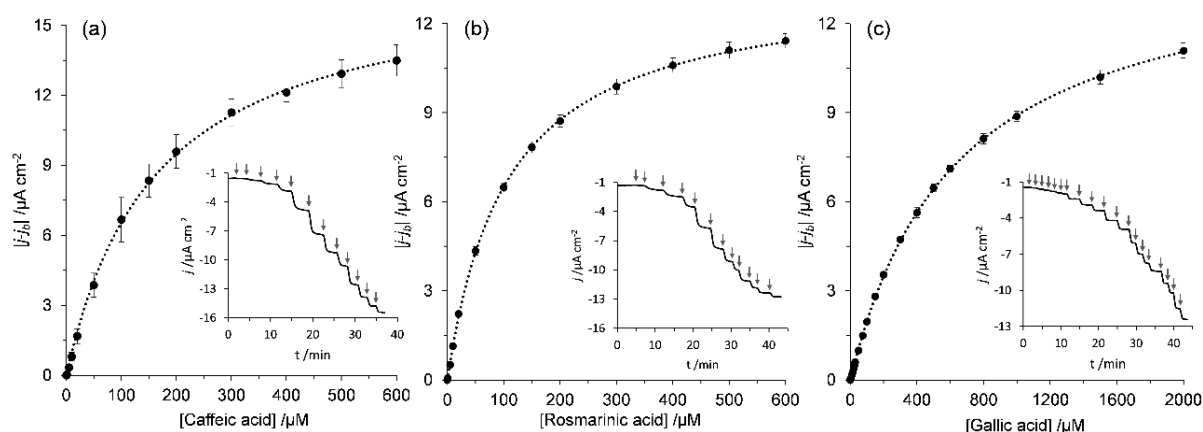 (a)
|j-j_b| /µA cm⁻²
15
12
9
6
3
0
0 100 200 300 400 500 600
[Caffeic acid] /µM
j /µA cm⁻²
-1
-4
-7
-10
-13
-16
0 10 20 30 40
t /min
(b)
|j-j_b| /µA cm⁻²
12
9
6
3
0
0 100 200 300 400 500 600
[Rosmarinic acid] /µM
j /µA cm⁻²
-1
-4
-7
-10
-13
-16
0 10 20 30 40
t /min
(c)
|j-j_b| /µA cm⁻²
12
9
6
3
0
0 400 800 1200 1600 2000
[Gallic acid] /µM
j /µA cm⁻²
-1
-4
-7
-10
-13
0 10 20 30 40
t /min